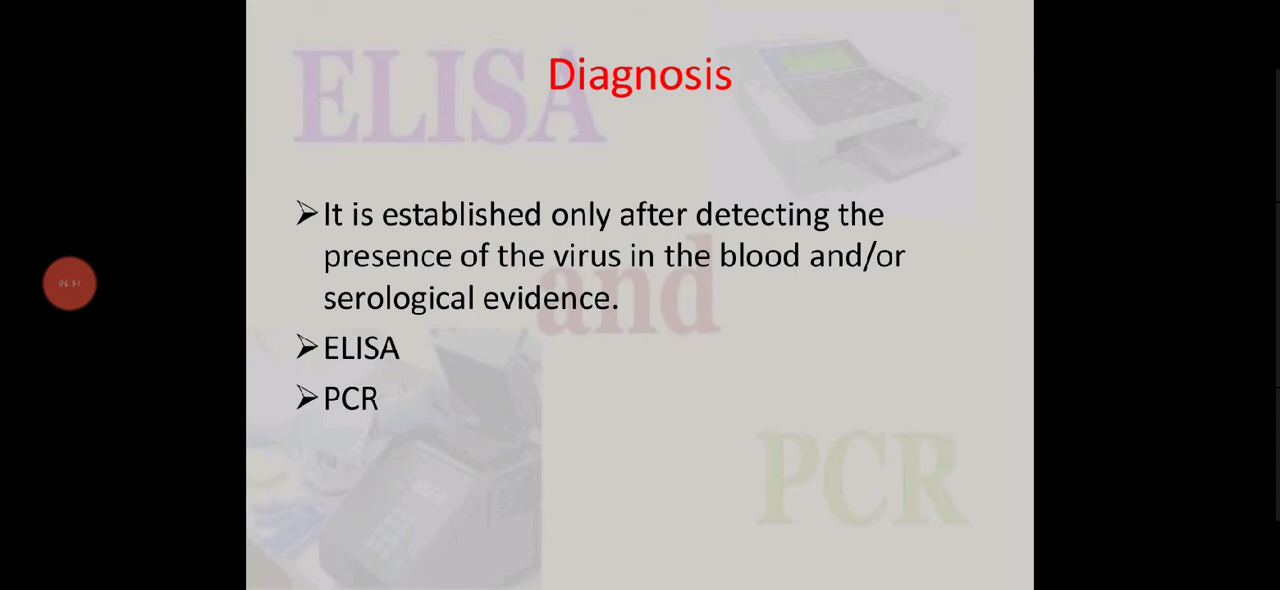 ELISA
Diagnosis
➢It is established only after detecting the
presence of the virus in the blood and/or
serological evidence.
and
➢ELISA
➢PCR
PCR